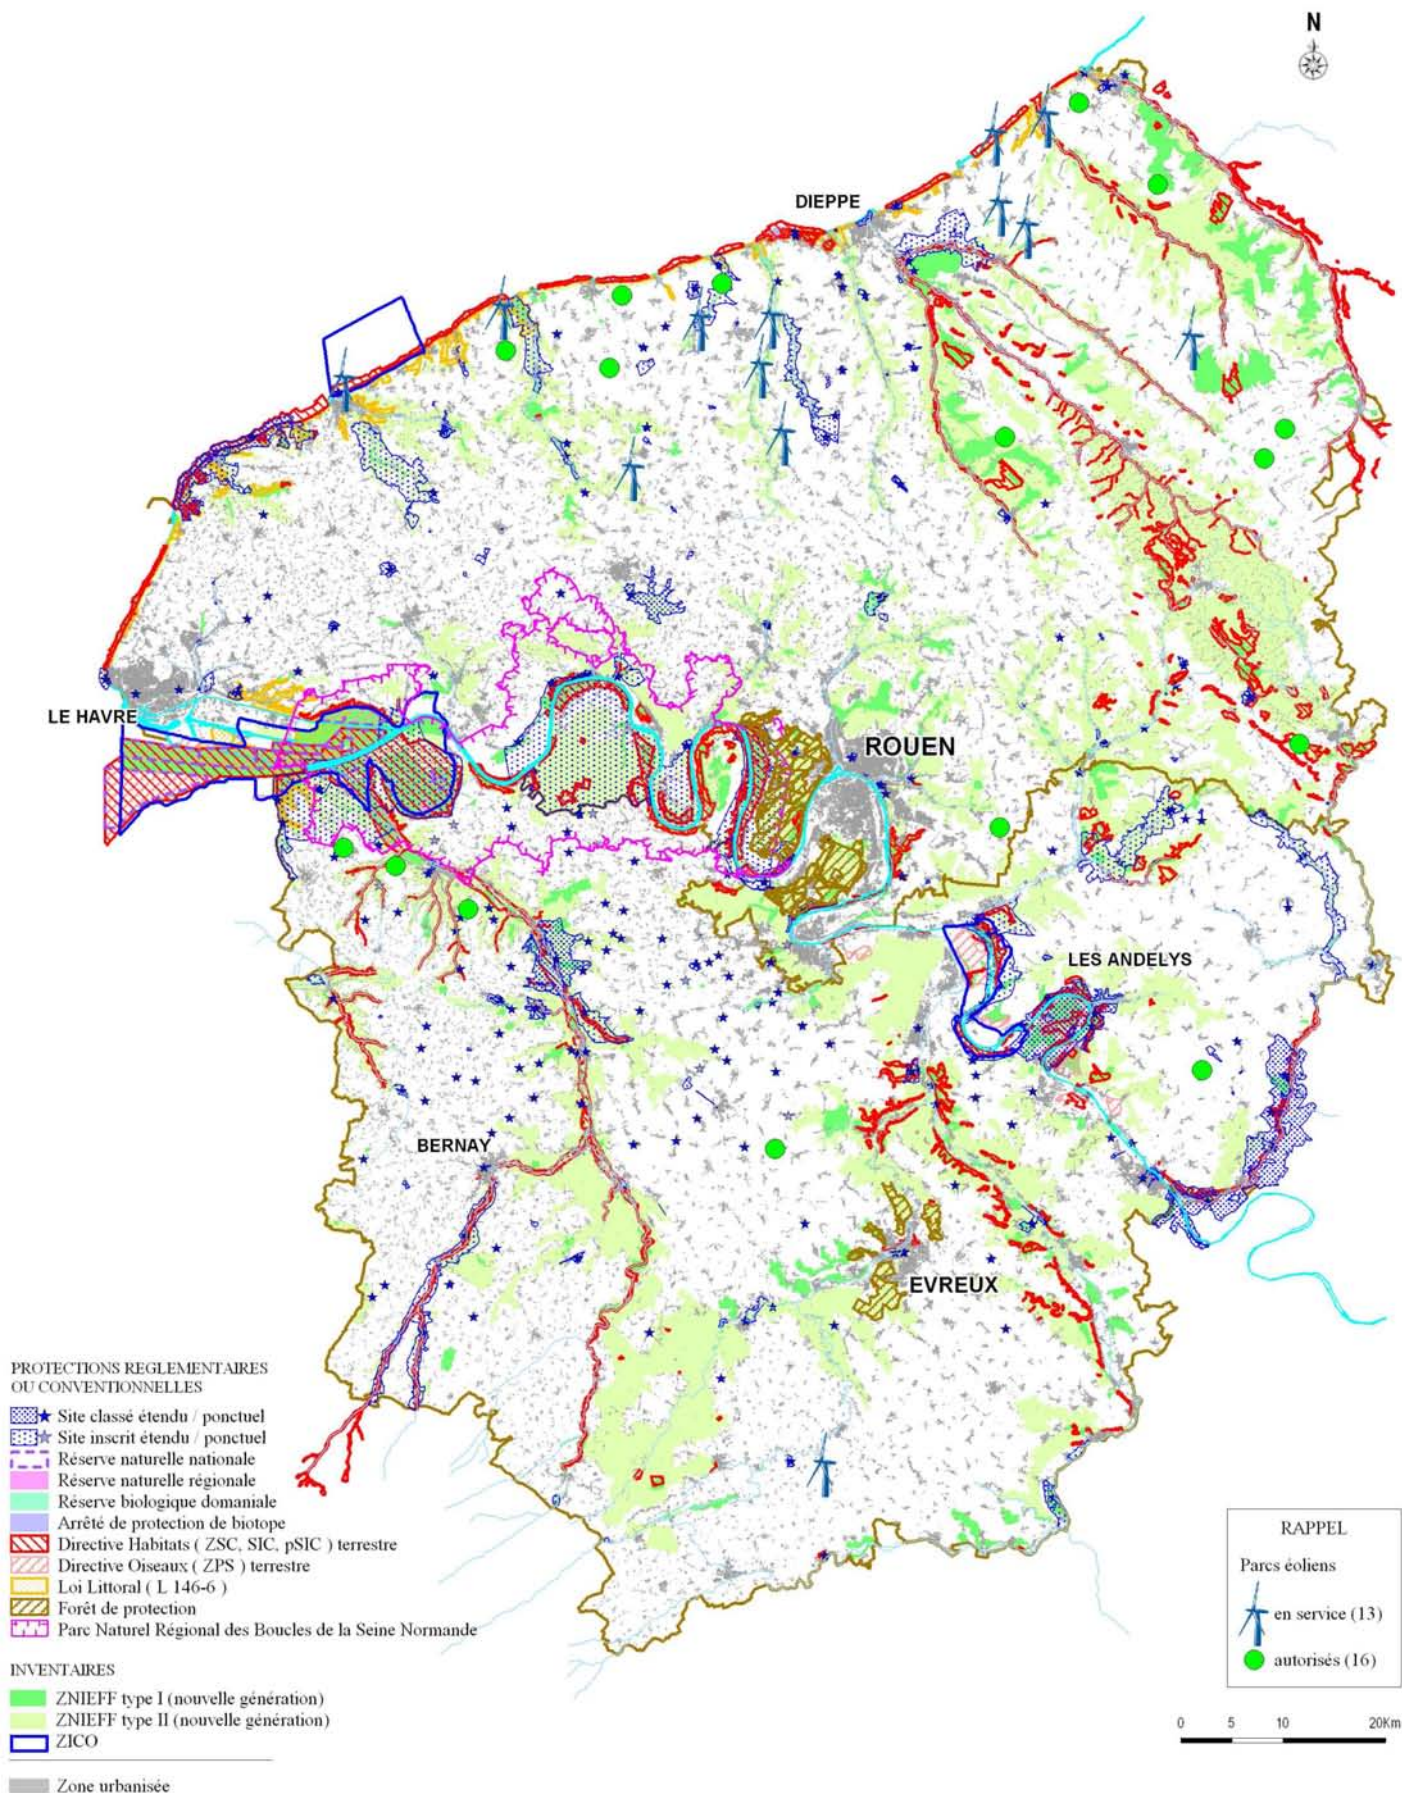 N
DIEPPE
LE HAVRE
ROUEN
LES ANDELYS
BERNAY
EVREUX
PROTECTIONS REGLEMENTAIRES
OU CONVENTIONNELLES
Site classé étendu / ponctuel
Site inscrit étendu / ponctuel
Réserve naturelle nationale
Réserve naturelle régionale
Réserve biologique domaniale
Arrêté de protection de biotope
Directive Habitats ( ZSC, SIC, pSIC ) terrestre
Directive Oiseaux ( ZPS ) terrestre
Loi Littoral ( L 146-6 )
Forêt de protection
Parc Naturel Régional des Boucles de la Seine Normande
INVENTAIRES
ZNIEFF type I (nouvelle génération)
ZNIEFF type II (nouvelle génération)
ZICO
Zone urbanisée
RAPPEL
Parcs éoliens
en service (13)
autorisés (16)
0 5 10 20Km